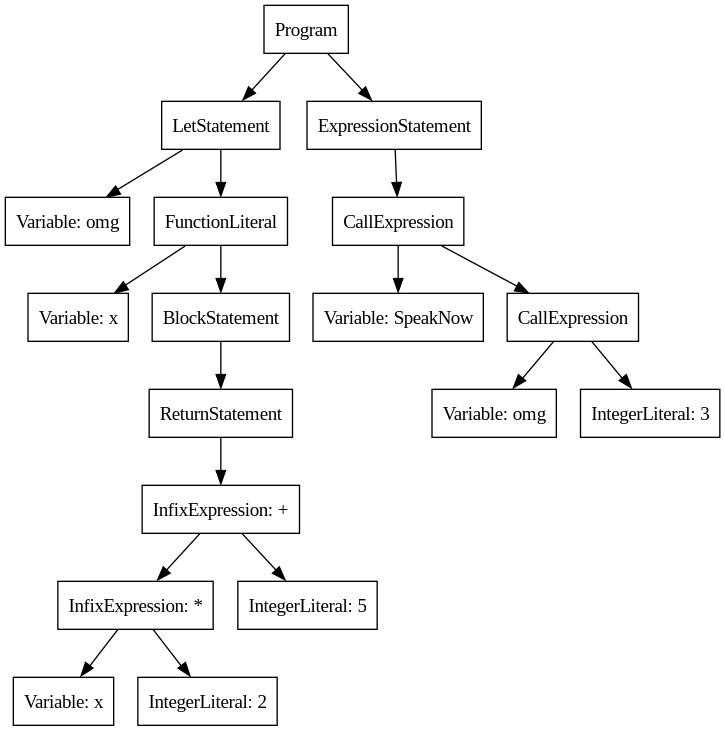 Program
LetStatement
ExpressionStatement
Variable: omg
FunctionLiteral
CallExpression
Variable: x
BlockStatement
Variable: SpeakNow
CallExpression
ReturnStatement
Variable: omg
IntegerLiteral: 3
InfixExpression: +
InfixExpression: *
IntegerLiteral: 5
Variable: x
IntegerLiteral: 2